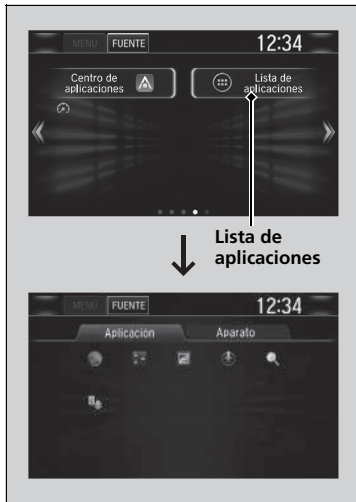 MENU FUENTE 12:34
Centro de
aplicaciones
Lista de
aplicaciones
Lista de
aplicaciones
MENU FUENTE 12:34
Aplicación Aparato